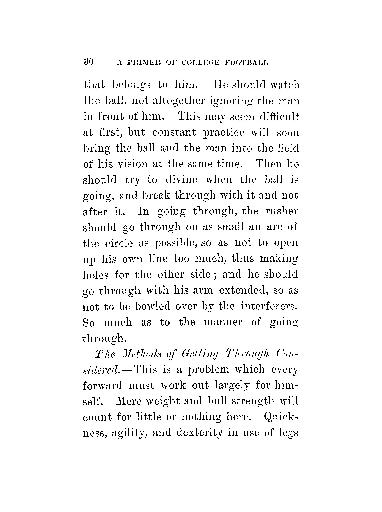 30 A PRIMER OF COLLEGE FOOTBALL
that belongs to him. He should watch
the ball, not altogether ignoring the man
in front of him. This may seem difficult
at first, but constant practice will soon
bring the ball and the man into the field
of his vision at the same time. Then he
should try to divine when the ball is
going, and break through with it and not
after it. In going through, the rusher
should go through on as small an arc of
the circle as possible, so as not to open
up his own line too much, thus making
holes for the other side; and he should
go through with his arm extended, so as
not to be bowled over by the interferers.
So much as to the manner of going
through.
The Methods of Getting Through Con-
sidered.—This is a problem which every
forward must work out largely for him-
self. Mere weight and bull strength will
count for little or nothing here. Quick-
ness, agility, and dexterity in use of legs